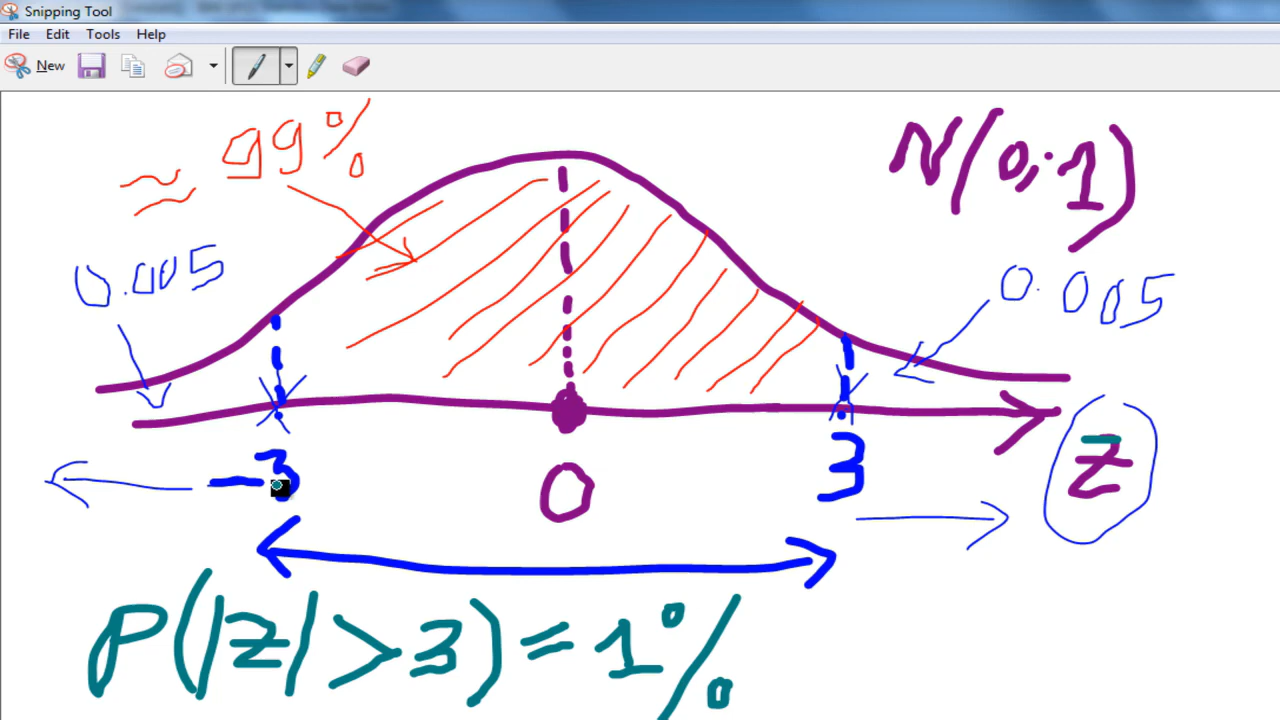 Snipping Tool
File Edit Tools Help
New
≈ 99%
N(0; 1)
0.005
0.005
-3
0
3
Z
P(|Z| > 3) = 1%